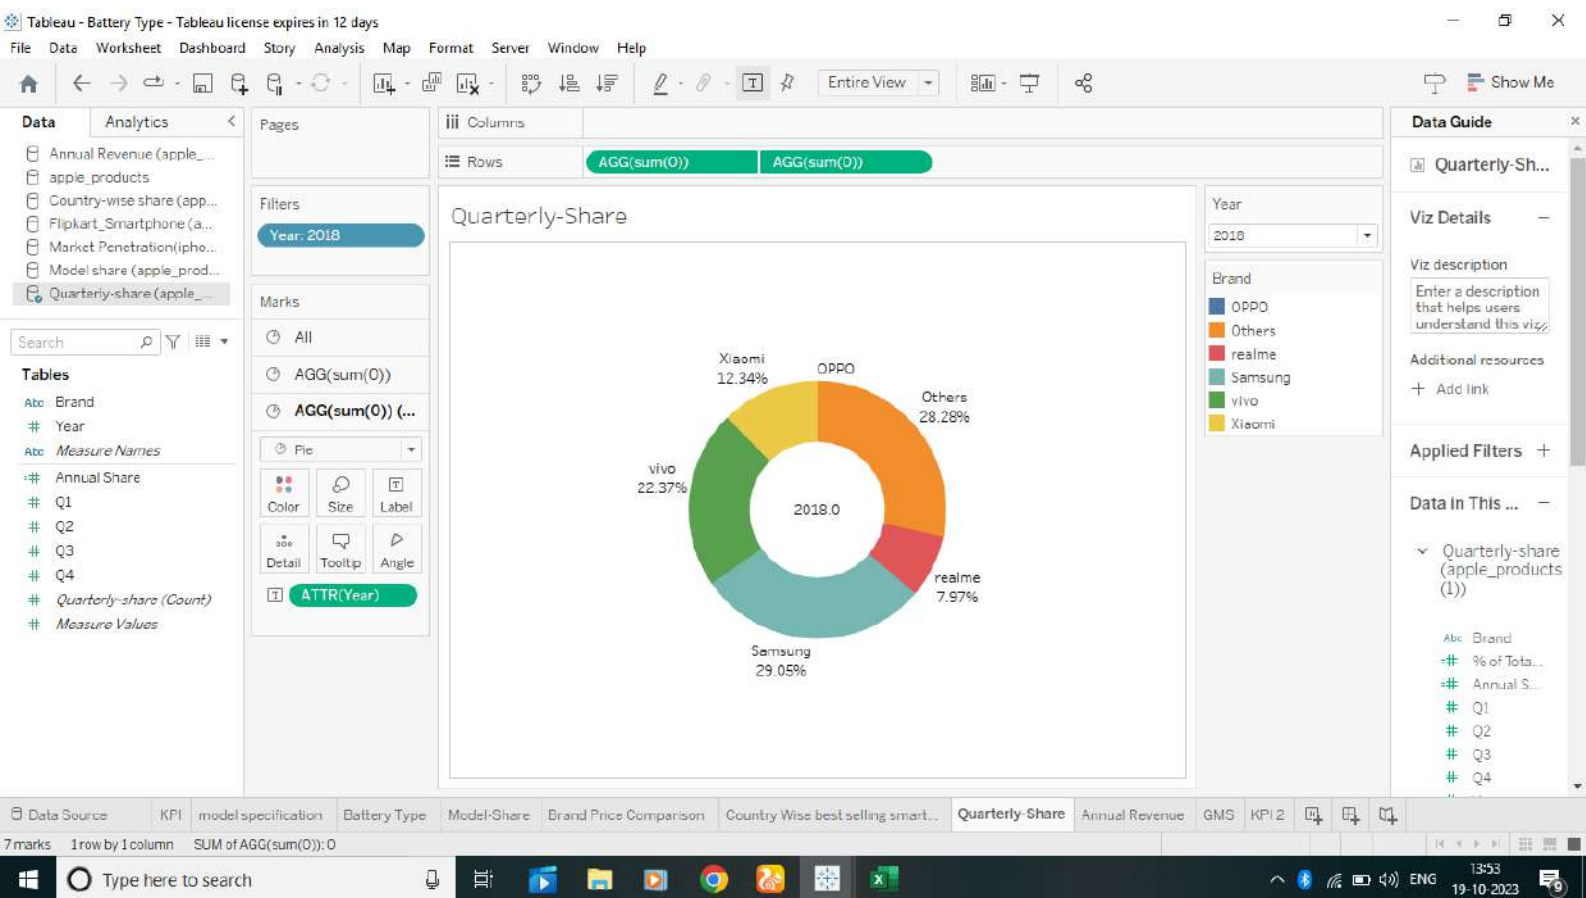 Tableau - Battery Type - Tableau license expires in 12 days
File Data Worksheet Dashboard Story Analysis Map Format Server Window Help
Entire View
Show Me
Data Analytics
Annual Revenue (apple_...
apple_products
Country-wise share (app...
Flipkart_Smartphone (a...
Market Penetration(ipho...
Model share (apple_prod...
Quarterly-share (apple_...
Search
Tables
Abc Brand
# Year
Abc Measure Names
=# Annual Share
# Q1
# Q2
# Q3
# Q4
# Quarterly-share (Count)
# Measure Values
Pages
Filters
Year: 2018
Marks
All
AGG(sum(0))
AGG(sum(0)) (...
Pie
Color Size Label
Detail Tooltip Angle
T ATTR(Year)
iii Columns
Rows AGG(sum(0)) AGG(sum(0))
Quarterly-Share
Xiaomi
12.34%
OPPO
Others
28.28%
vivo
22.37%
2018.0
realme
7.97%
Samsung
29.05%
Year
2018
Brand
OPPO
Others
realme
Samsung
vivo
Xiaomi
Data Guide
Quarterly-Sh...
Viz Details
Viz description
Enter a description
that helps users
understand this viz
Additional resources
+ Add link
Applied Filters +
Data in This ...
Quarterly-share
(apple_products
(1))
Abc Brand
=# % of Tota...
=# Annual S...
# Q1
# Q2
# Q3
# Q4
Data Source KPI model specification Battery Type Model-Share Brand Price Comparison Country Wise best selling smart... Quarterly-Share Annual Revenue GMS KPI 2
7 marks 1 row by 1 column SUM of AGG(sum(0)): 0
Type here to search
ENG
13:53
19-10-2023
9